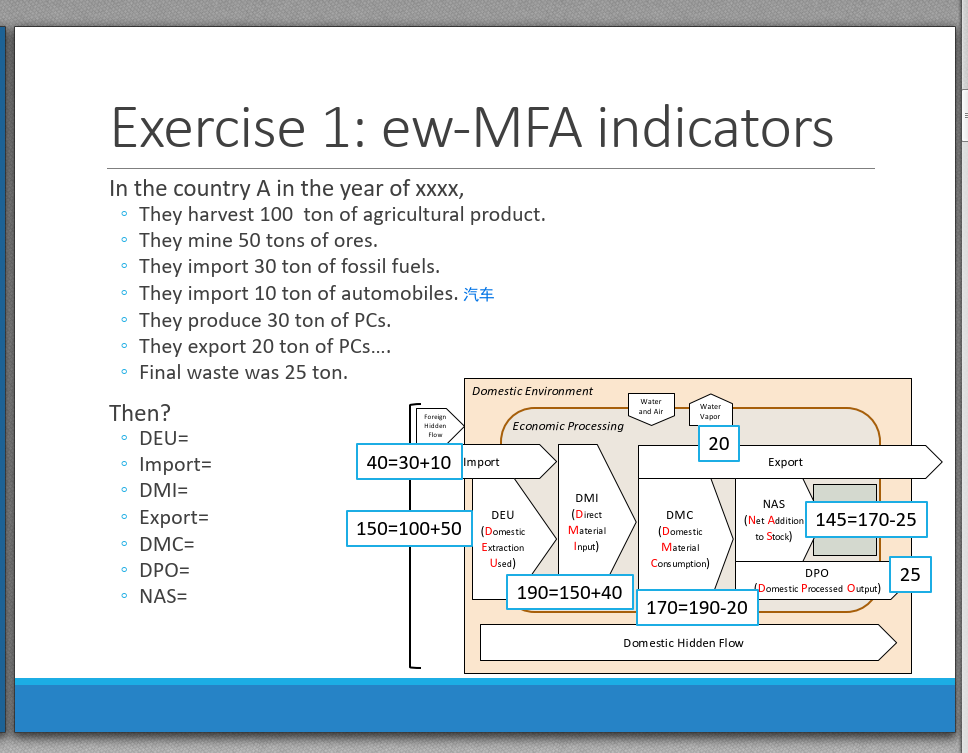 Exercise 1: ew-MFA indicators
In the country A in the year of xxxx,
They harvest 100 ton of agricultural product.
They mine 50 tons of ores.
They import 30 ton of fossil fuels.
They import 10 ton of automobiles. 汽车
They produce 30 ton of PCs.
They export 20 ton of PCs....
Final waste was 25 ton.
Then?
DEU=
Import=
DMI=
Export=
DMC=
DPO=
NAS=
Domestic Environment
Foreign
Hidden
Flow
Water
and Air
Water
Vapor
Economic Processing
20
40=30+10
Import
Export
DEU
(Domestic
Extraction
Used)
150=100+50
DMI
(Direct
Material
Input)
190=150+40
DMC
(Domestic
Material
Consumption)
170=190-20
NAS
(Net Addition
to Stock)
145=170-25
DPO
(Domestic Processed Output)
25
Domestic Hidden Flow